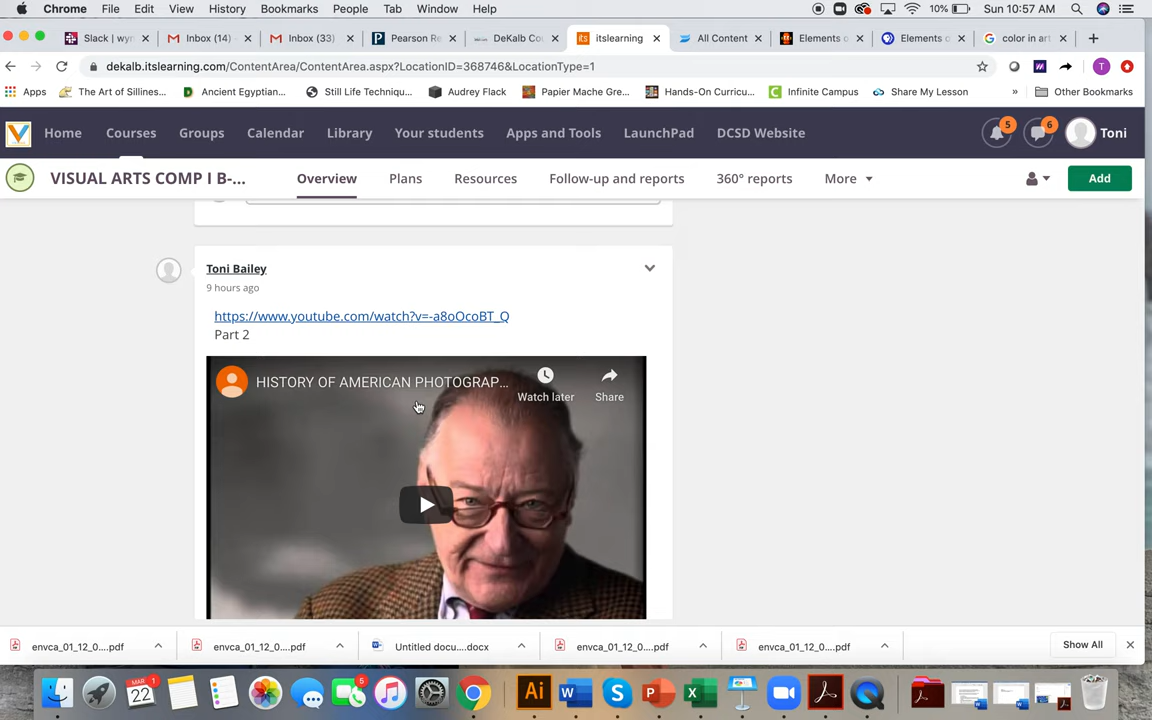 Chrome File Edit View History Bookmarks People Tab Window Help 10% Sun 10:57 AM
Slack | wyn Inbox (14) Inbox (33) Pearson Re DeKalb Cou itslearning All Content Elements o Elements o color in art
dekalb.itslearning.com/ContentArea/ContentArea.aspx?LocationID=368746&LocationType=1
Apps The Art of Sillines... Ancient Egyptian... Still Life Techniqu... Audrey Flack Papier Mache Gre... Hands-On Curricu... Infinite Campus Share My Lesson » Other Bookmarks
Home Courses Groups Calendar Library Your students Apps and Tools LaunchPad DCSD Website 5 6 Toni
VISUAL ARTS COMP I B-... Overview Plans Resources Follow-up and reports 360° reports More Add
Toni Bailey
9 hours ago
https://www.youtube.com/watch?v=-a8oOcoBT_Q
Part 2
HISTORY OF AMERICAN PHOTOGRAP...
Watch later Share
envca_01_12_0....pdf envca_01_12_0....pdf Untitled docu....docx envca_01_12_0....pdf envca_01_12_0....pdf Show All
MAR 22 1 5 Ai W S P X